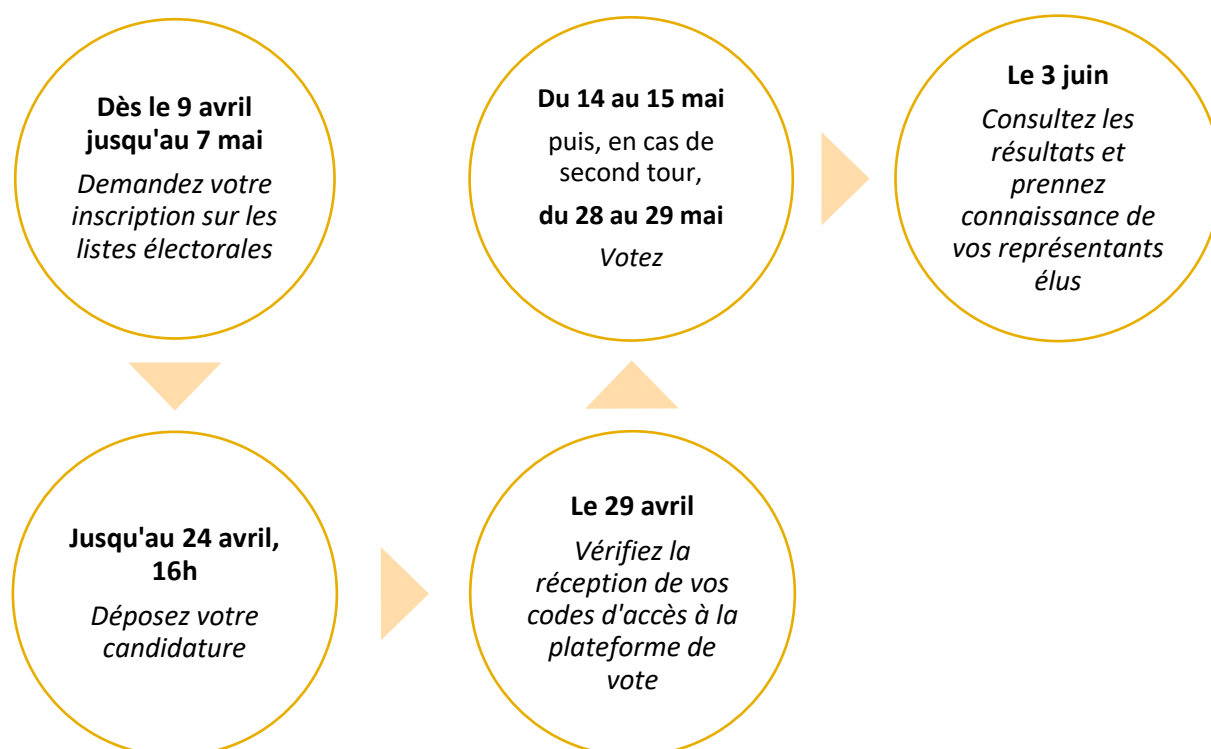 Dès le 9 avril
jusqu'au 7 mai
Demandez votre
inscription sur les
listes électorales
Jusqu'au 24 avril,
16h
Déposez votre
candidature
Le 29 avril
Vérifiez la
réception de vos
codes d'accès à la
plateforme de
vote
Du 14 au 15 mai
puis, en cas de
second tour,
du 28 au 29 mai
Votez
Le 3 juin
Consultez les
résultats et
prennez
connaissance de
vos représentants
élus